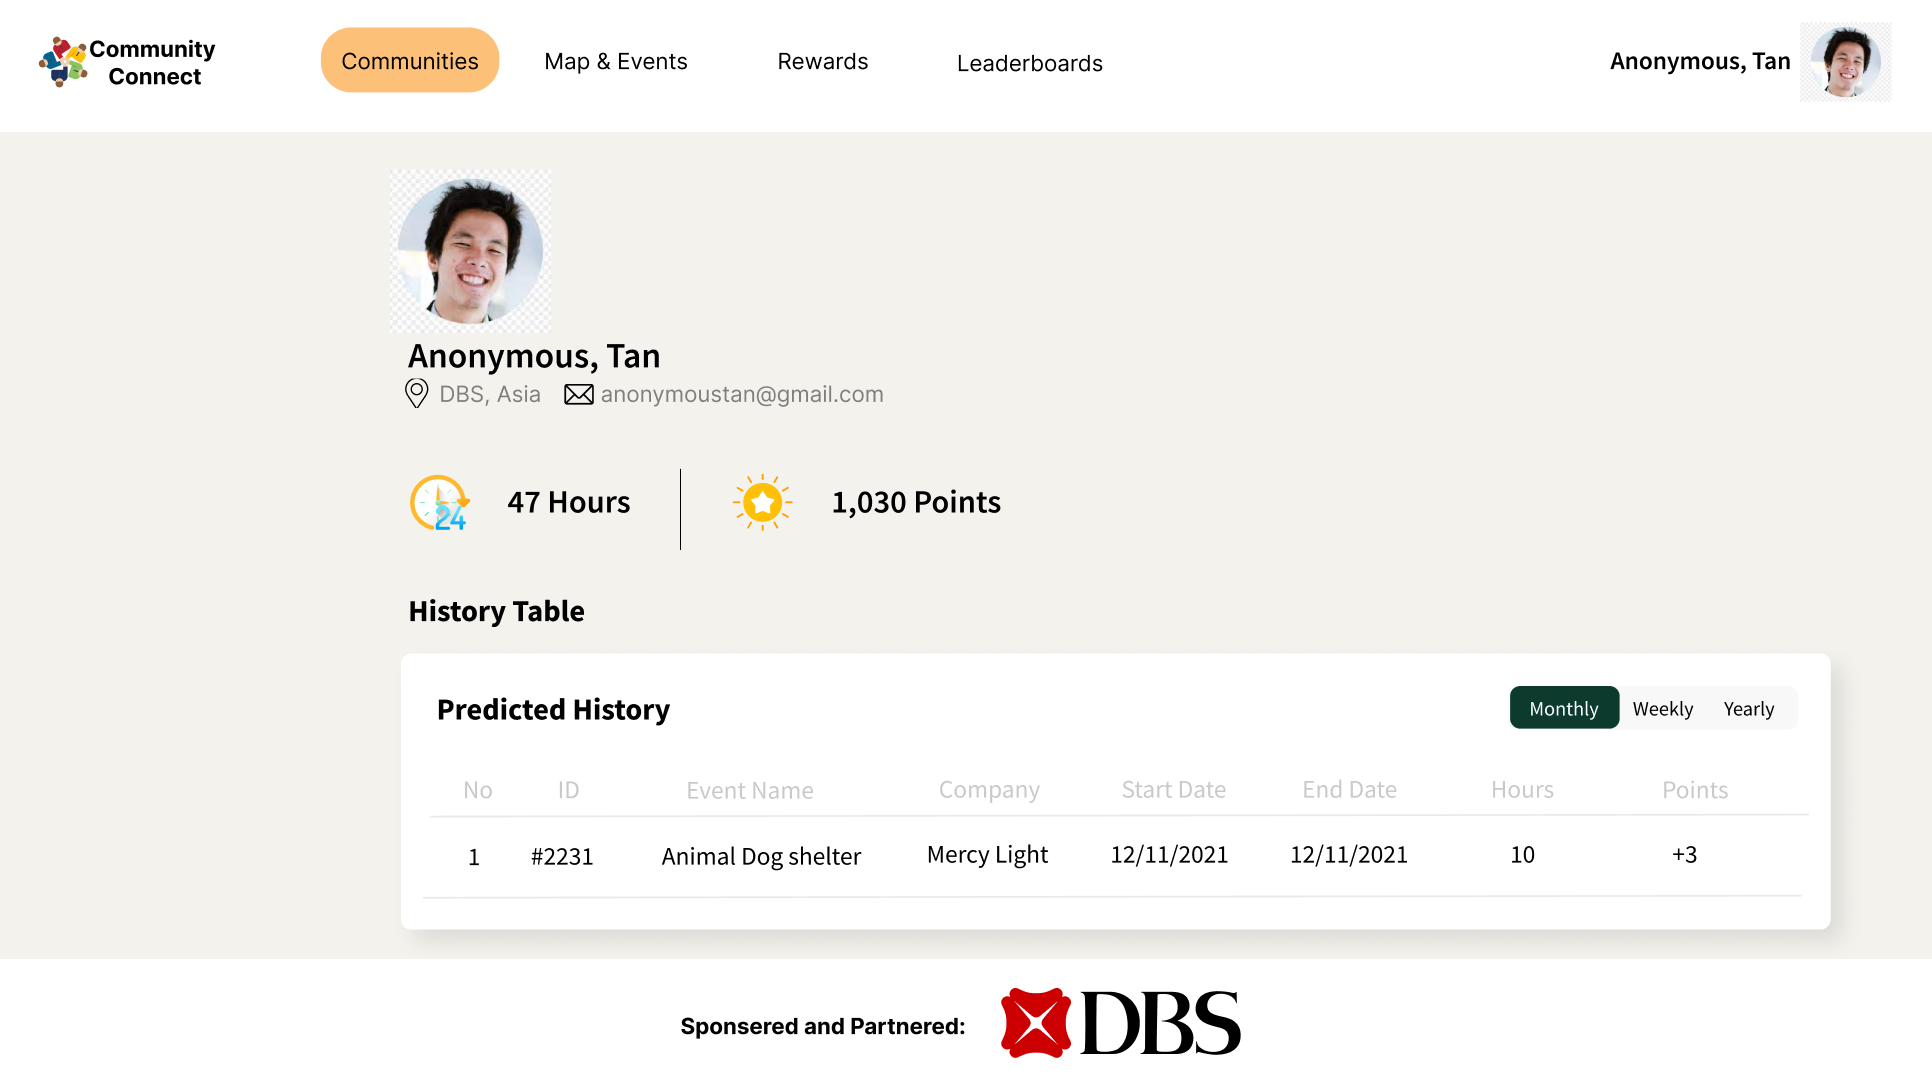 Community
Connect
Communities
Map & Events
Rewards
Leaderboards
Anonymous, Tan
Anonymous, Tan
DBS, Asia
anonymoustan@gmail.com
24
47 Hours
1,030 Points
History Table
Predicted History
Monthly
Weekly
Yearly
No ID Event Name Company Start Date End Date Hours Points
1 #2231 Animal Dog shelter Mercy Light 12/11/2021 12/11/2021 10 +3
Sponsered and Partnered:
DBS